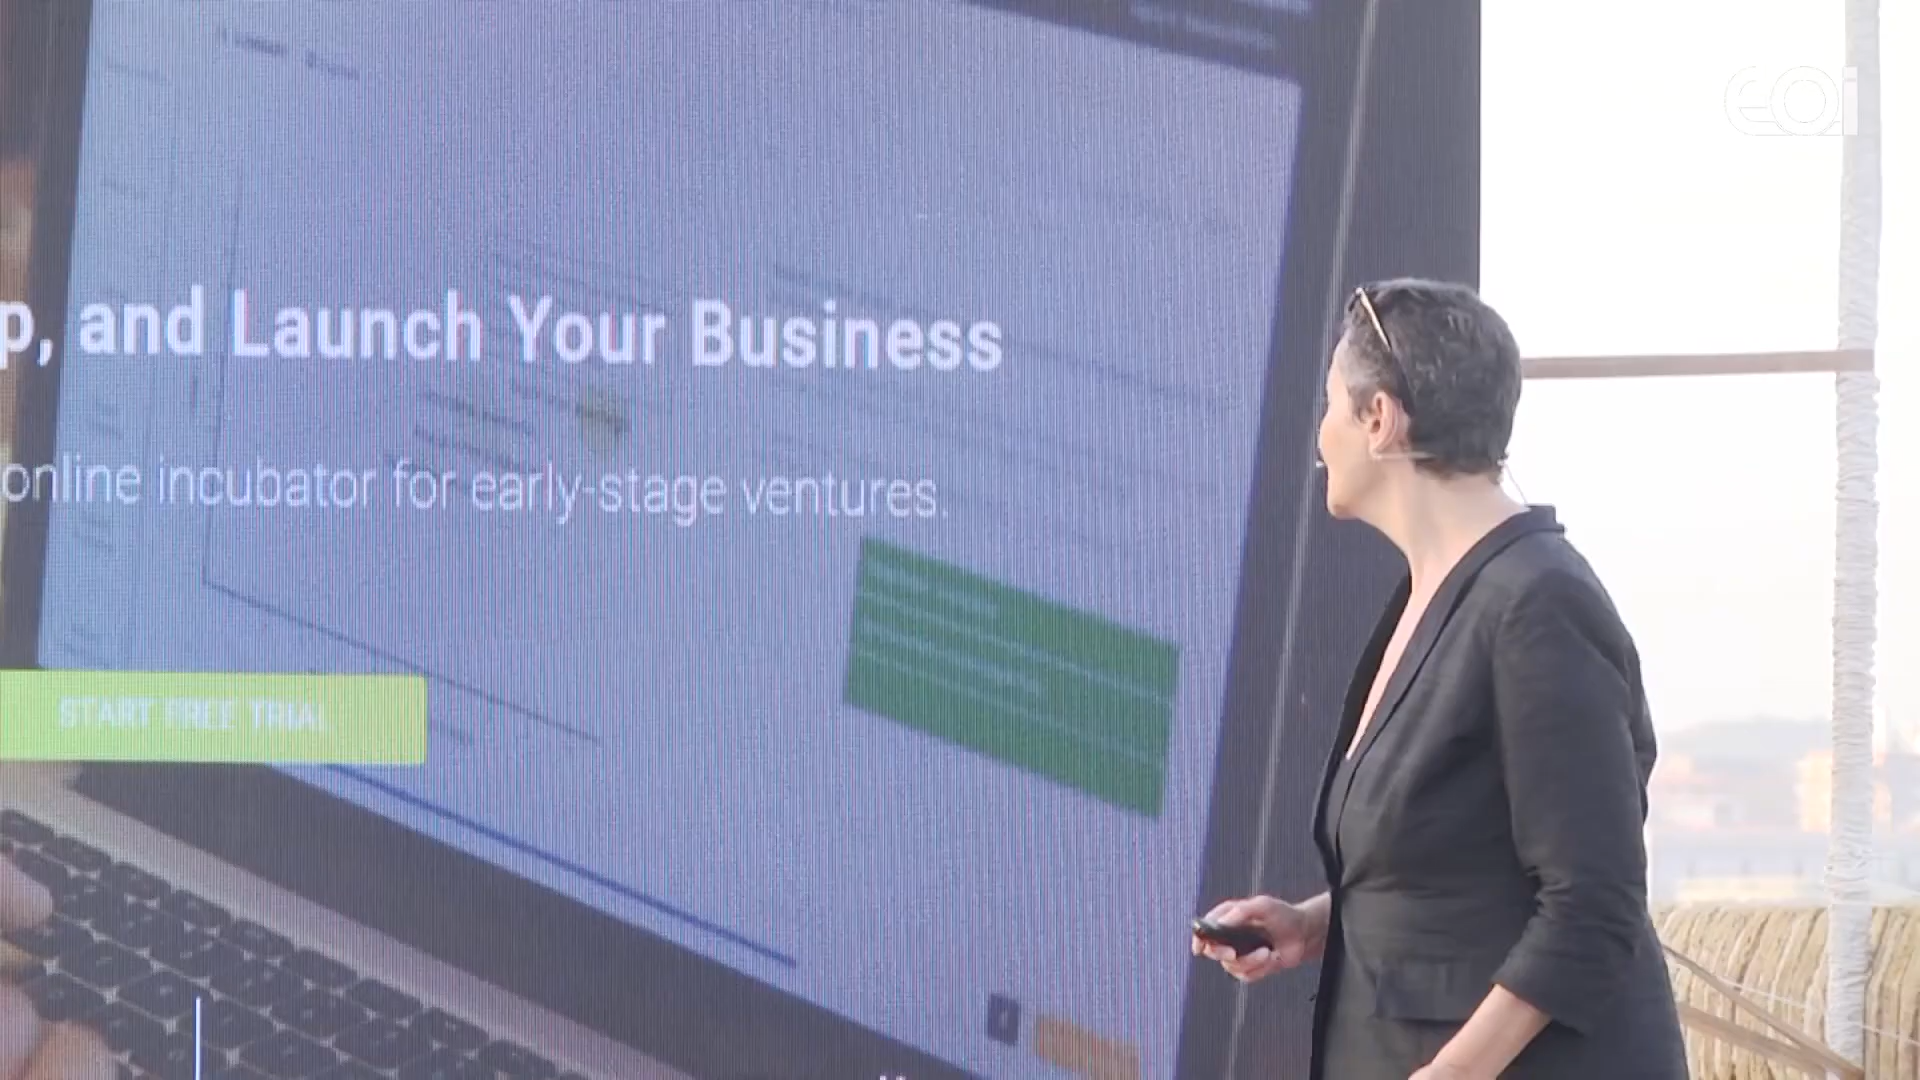 EOi
p, and Launch Your Business
online incubator for early-stage ventures.
START FREE TRIAL